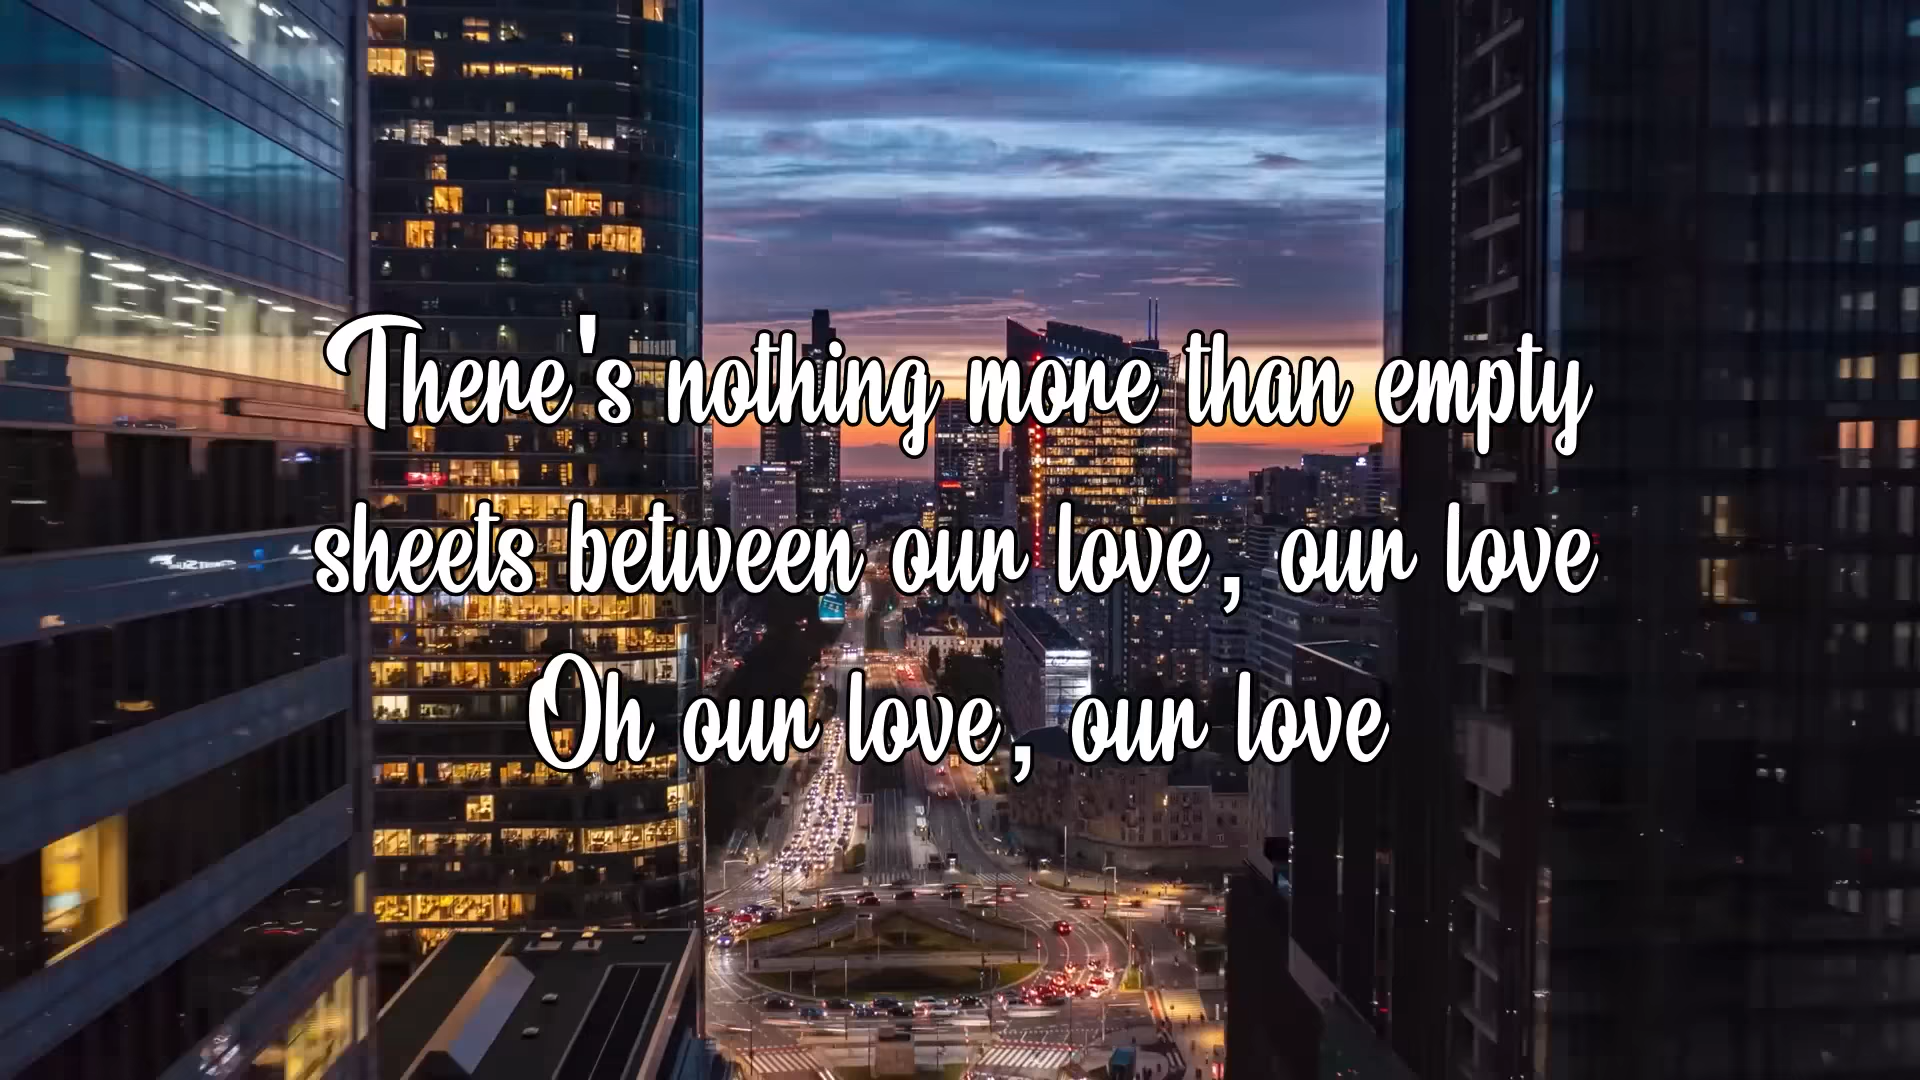 There's nothing more than empty
sheets between our love, our love
Oh our love, our love